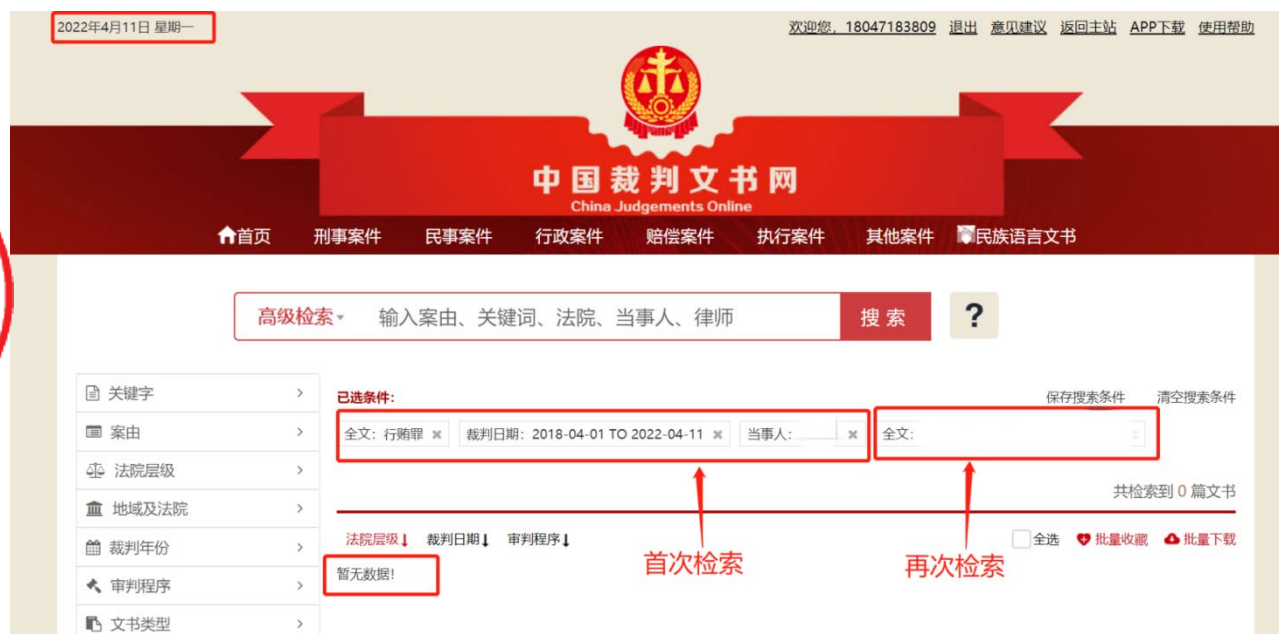 2022年4月11日 星期一
欢迎您，18047183809 退出 意见建议 返回主站 APP下载 使用帮助
中国裁判文书网
China Judgements Online
首页 刑事案件 民事案件 行政案件 赔偿案件 执行案件 其他案件 民族语言文书
高级检索 输入案由、关键词、法院、当事人、律师 搜索 ?
关键字
案由
法院层级
地域及法院
裁判年份
审判程序
文书类型
已选条件:
保存搜索条件 清空搜索条件
全文: 行贿罪 × 裁判日期: 2018-04-01 TO 2022-04-11 × 当事人: × 全文:
共检索到 0 篇文书
法院层级↓ 裁判日期↓ 审判程序↓
全选 批量收藏 批量下载
暂无数据!
首次检索
再次检索